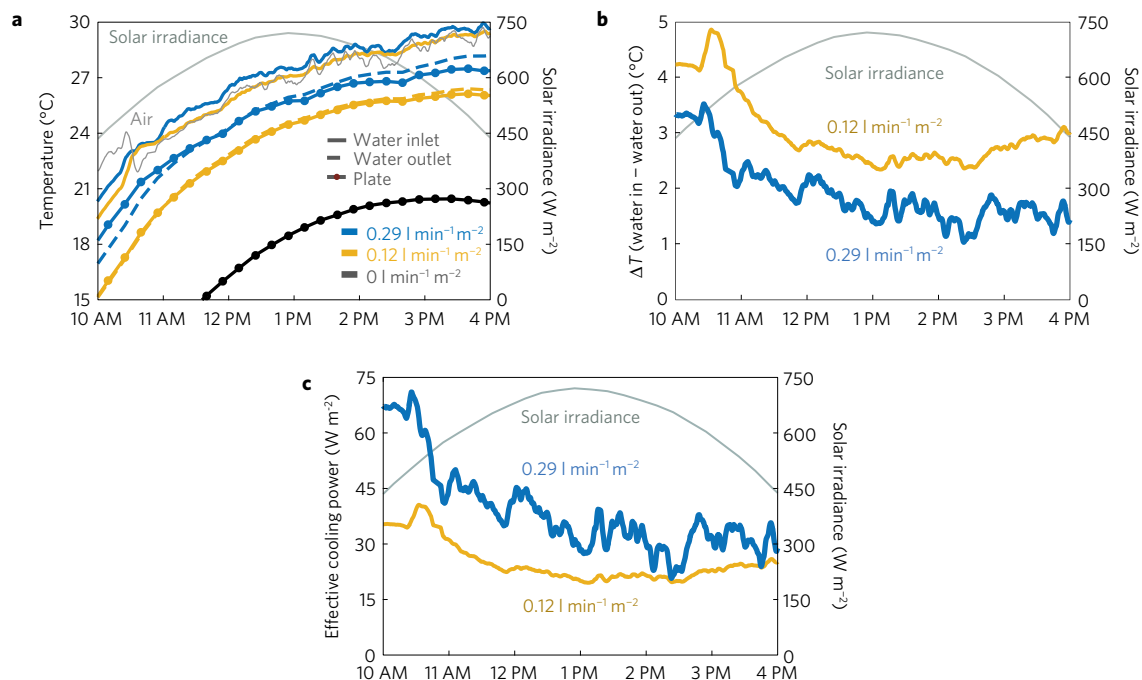 a
Temperature (°C)
30
27
24
21
18
15
Solar irradiance
Air
Water inlet
Water outlet
Plate
0.29 l min⁻¹ m⁻²
0.12 l min⁻¹ m⁻²
0 l min⁻¹ m⁻²
750
600
450
300
150
0
Solar irradiance (W m⁻²)
10 AM 11 AM 12 PM 1 PM 2 PM 3 PM 4 PM
b
ΔT (water in – water out) (°C)
5
4
3
2
1
0
Solar irradiance
0.12 l min⁻¹ m⁻²
0.29 l min⁻¹ m⁻²
750
600
450
300
150
0
Solar irradiance (W m⁻²)
10 AM 11 AM 12 PM 1 PM 2 PM 3 PM 4 PM
c
Effective cooling power (W m⁻²)
75
60
45
30
15
0
Solar irradiance
0.29 l min⁻¹ m⁻²
0.12 l min⁻¹ m⁻²
750
600
450
300
150
0
Solar irradiance (W m⁻²)
10 AM 11 AM 12 PM 1 PM 2 PM 3 PM 4 PM